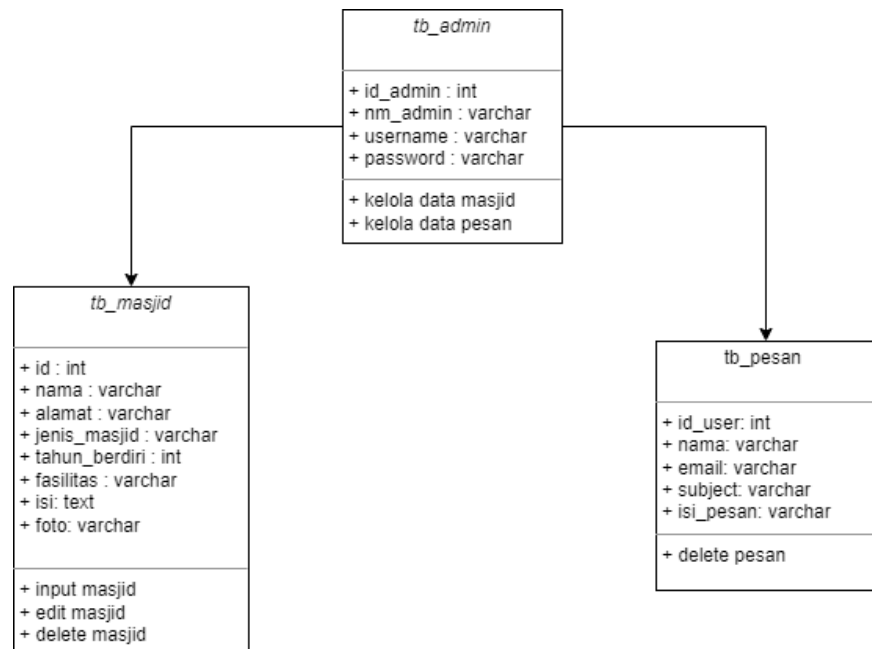 tb_admin
+ id_admin : int
+ nm_admin : varchar
+ username : varchar
+ password : varchar
+ kelola data masjid
+ kelola data pesan
tb_masjid
+ id : int
+ nama : varchar
+ alamat : varchar
+ jenis_masjid : varchar
+ tahun_berdiri : int
+ fasilitas : varchar
+ isi: text
+ foto: varchar
+ input masjid
+ edit masjid
+ delete masjid
tb_pesan
+ id_user: int
+ nama: varchar
+ email: varchar
+ subject: varchar
+ isi_pesan: varchar
+ delete pesan